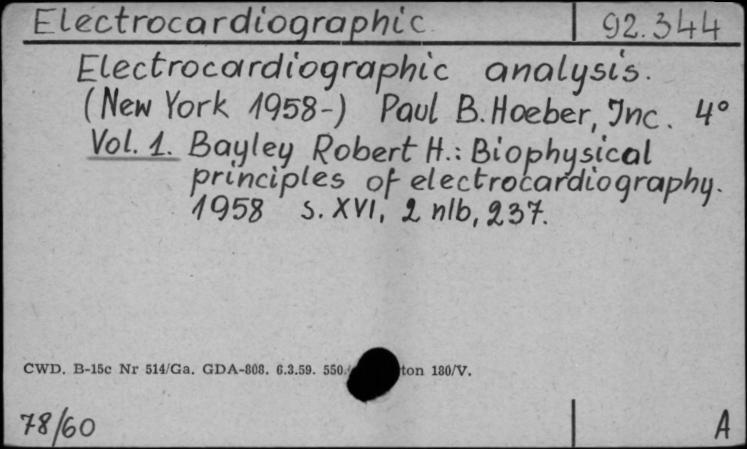 Electrocardiographic 92.344
Electrocardiographic analysis.
(New York 1958-) Paul B. Hoeber, Inc. 4°
Vol. 1. Bayley Robert H.: Biophysical
principles of electrocardiography.
1958 s. XVI, 2 nlb, 237.
CWD. B-15c Nr 514/Ga. GDA-808. 6.3.59. 550. ton 180/V.
78/60 A